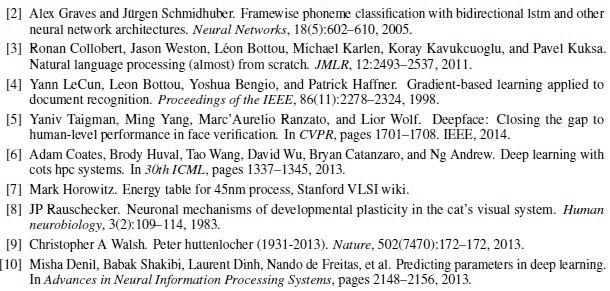 [2] Alex Graves and Jürgen Schmidhuber. Framewise phoneme classification with bidirectional lstm and other
neural network architectures. Neural Networks, 18(5):602–610, 2005.
[3] Ronan Collobert, Jason Weston, Léon Bottou, Michael Karlen, Koray Kavukcuoglu, and Pavel Kuksa.
Natural language processing (almost) from scratch. JMLR, 12:2493–2537, 2011.
[4] Yann LeCun, Leon Bottou, Yoshua Bengio, and Patrick Haffner. Gradient-based learning applied to
document recognition. Proceedings of the IEEE, 86(11):2278–2324, 1998.
[5] Yaniv Taigman, Ming Yang, Marc'Aurelio Ranzato, and Lior Wolf. Deepface: Closing the gap to
human-level performance in face verification. In CVPR, pages 1701–1708. IEEE, 2014.
[6] Adam Coates, Brody Huval, Tao Wang, David Wu, Bryan Catanzaro, and Ng Andrew. Deep learning with
cots hpc systems. In 30th ICML, pages 1337–1345, 2013.
[7] Mark Horowitz. Energy table for 45nm process, Stanford VLSI wiki.
[8] JP Rauschecker. Neuronal mechanisms of developmental plasticity in the cat's visual system. Human
neurobiology, 3(2):109–114, 1983.
[9] Christopher A Walsh. Peter huttenlocher (1931-2013). Nature, 502(7470):172–172, 2013.
[10] Misha Denil, Babak Shakibi, Laurent Dinh, Nando de Freitas, et al. Predicting parameters in deep learning.
In Advances in Neural Information Processing Systems, pages 2148–2156, 2013.